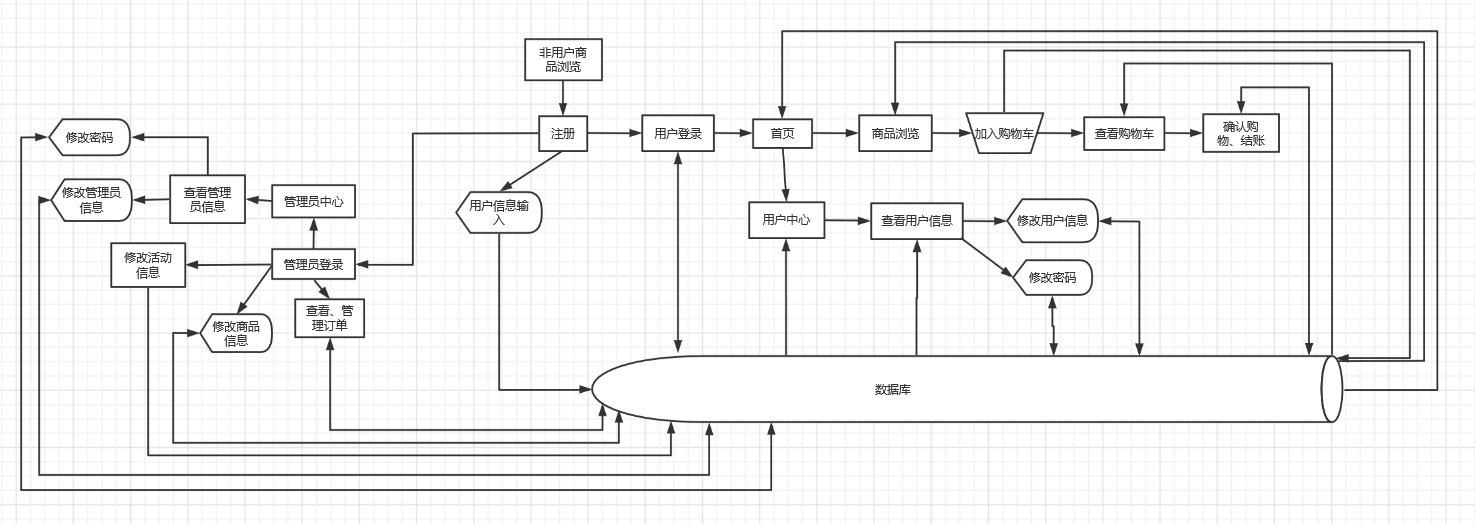 非用户商
品浏览
注册
用户登录
首页
商品浏览
加入购物车
查看购物车
确认购
物、结账
修改密码
修改管理员
信息
查看管理
员信息
管理员中心
用户信息输
入
用户中心
查看用户信息
修改用户信息
修改密码
修改活动
信息
管理员登录
修改商品
信息
查看、管
理订单
数据库